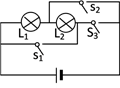 S₂
L₁ L₂ S₃
S₁